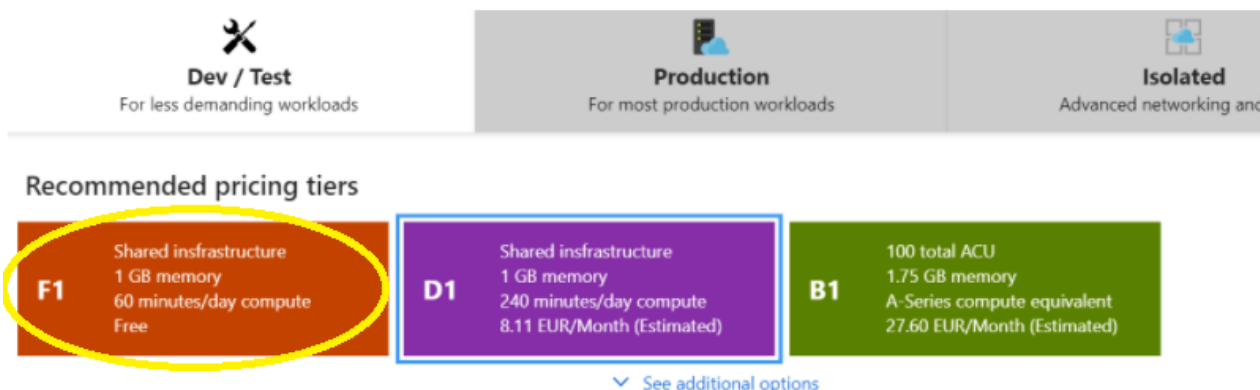 Dev / Test
For less demanding workloads
Production
For most production workloads
Isolated
Advanced networking and
Recommended pricing tiers
F1
Shared insfrastructure
1 GB memory
60 minutes/day compute
Free
D1
Shared insfrastructure
1 GB memory
240 minutes/day compute
8.11 EUR/Month (Estimated)
B1
100 total ACU
1.75 GB memory
A-Series compute equivalent
27.60 EUR/Month (Estimated)
See additional options